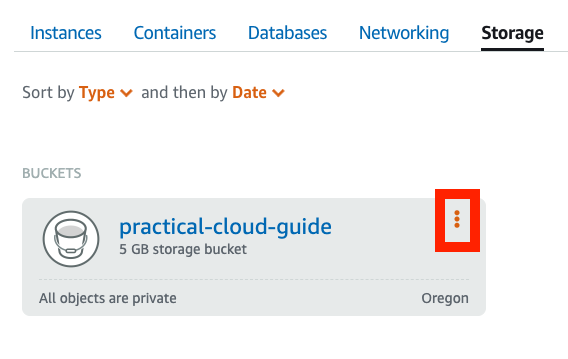 Instances Containers Databases Networking Storage
Sort by Type and then by Date
BUCKETS
practical-cloud-guide
5 GB storage bucket
All objects are private Oregon